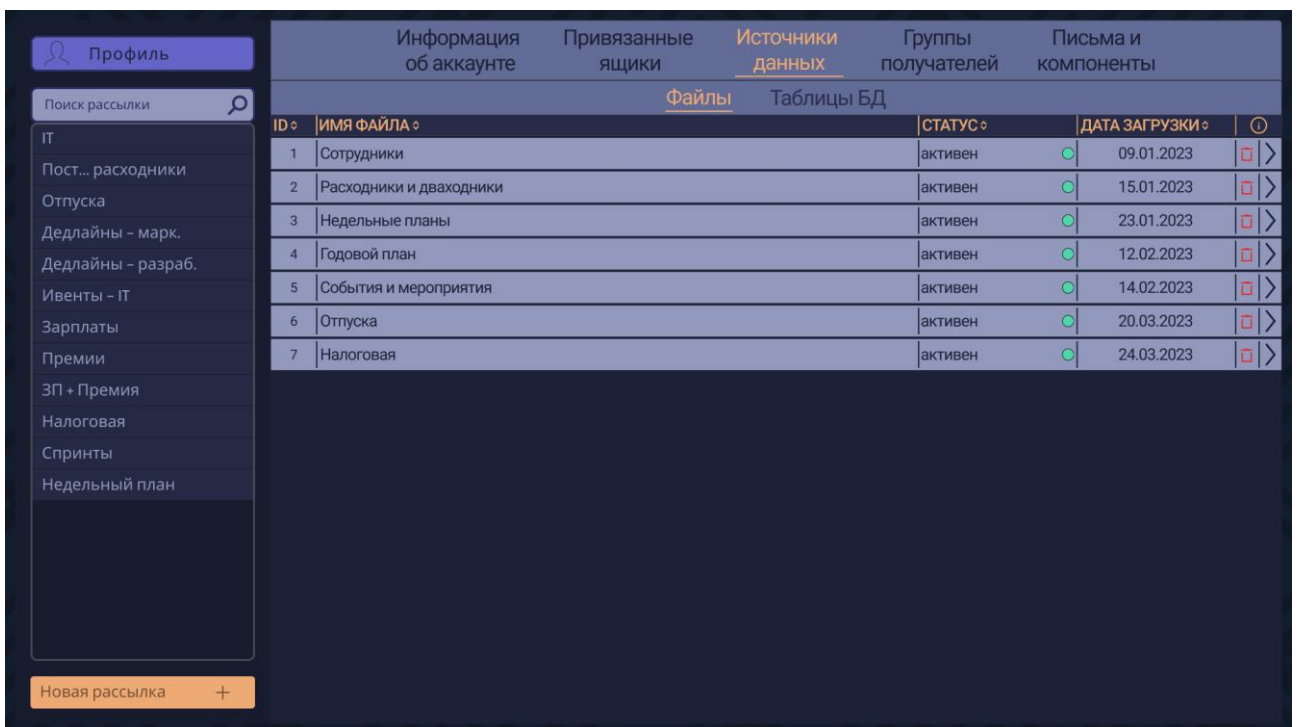 Профиль
Поиск рассылки
IT
Пост... расходники
Отпуска
Дедлайны – марк.
Дедлайны – разраб.
Ивенты – IT
Зарплаты
Премии
ЗП + Премия
Налоговая
Спринты
Недельный план
Новая рассылка +
Информация
об аккаунте
Привязанные
ящики
Источники
данных
Группы
получателей
Письма и
компоненты
Файлы Таблицы БД
ID ИМЯ ФАЙЛА СТАТУС ДАТА ЗАГРУЗКИ
1 Сотрудники активен 09.01.2023
2 Расходники и дваходники активен 15.01.2023
3 Недельные планы активен 23.01.2023
4 Годовой план активен 12.02.2023
5 События и мероприятия активен 14.02.2023
6 Отпуска активен 20.03.2023
7 Налоговая активен 24.03.2023